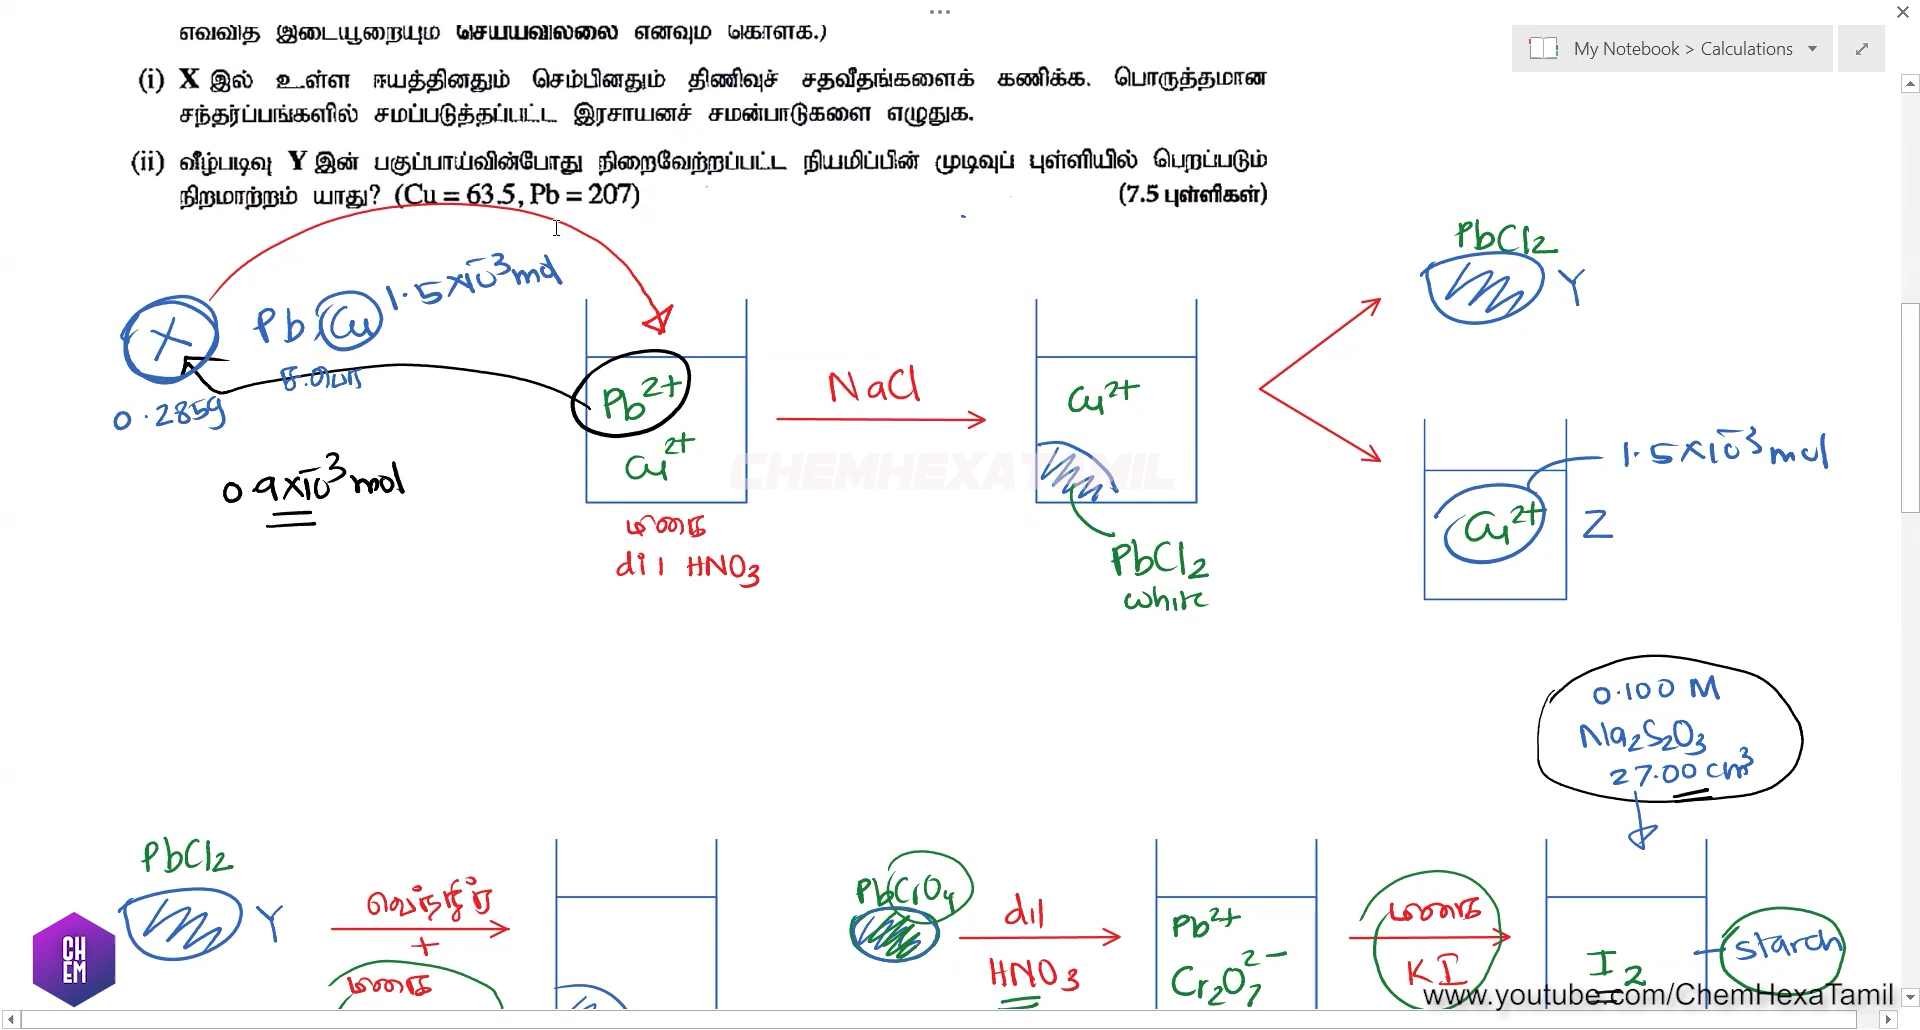 எவ்வித இடையூறையும் செய்யவில்லை எனவும் கொள்க.)
My Notebook > Calculations
(i) X இல் உள்ள ஈயத்தினதும் செம்பினதும் திணிவுச் சதவீதங்களைக் கணிக்க. பொருத்தமான
சந்தர்ப்பங்களில் சமப்படுத்தப்பட்ட இரசாயனச் சமன்பாடுகளை எழுதுக.
(ii) வீழ்படிவு Y இன் பகுப்பாய்வின்போது நிறைவேற்றப்பட்ட நியமிப்பின் முடிவுப் புள்ளியில் பெறப்படும்
நிறமாற்றம் யாது? (Cu = 63.5, Pb = 207) (7.5 புள்ளிகள்)
X
Pb, Cu 1.5×10⁻³ mol
0.285g
0.9×10⁻³ mol
Pb²⁺
Cu²⁺
மிகை
dil HNO₃
NaCl
Cu²⁺
PbCl₂
white
PbCl₂
Y
1.5×10⁻³ mol
Cu²⁺ Z
CHEMHEXATAMIL
0.100 M
Na₂S₂O₃
27.00 cm³
PbCl₂
Y
வெந்நீர்
+
மிகை
PbCrO₄
dil
HNO₃
Pb²⁺
Cr₂O₇²⁻
மிகை
KI
I₂
starch
CH
EM
www.youtube.com/ChemHexaTamil